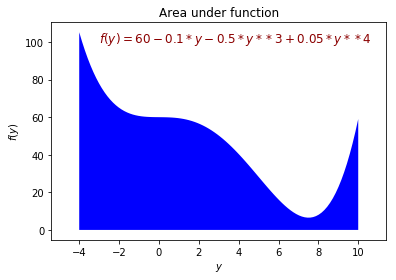 Area under function
f(y) = 60 − 0.1 * y − 0.5 * y * *3 + 0.05 * y * *4
100
80
60
40
20
0
f(y)
−4 −2 0 2 4 6 8 10
y